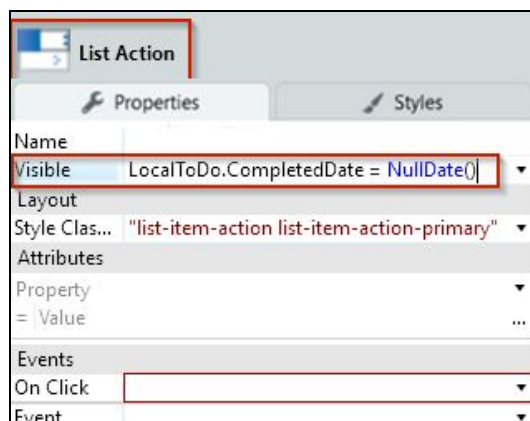 List Action
Properties Styles
Name
Visible LocalToDo.CompletedDate = NullDate()
Layout
Style Clas... "list-item-action list-item-action-primary"
Attributes
Property
= Value ...
Events
On Click
Event